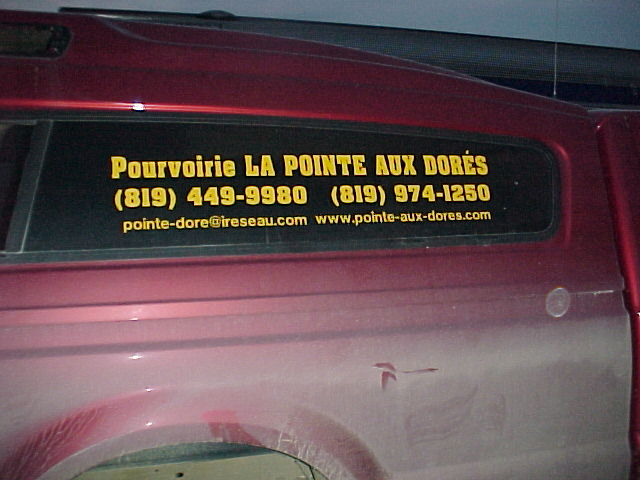 Pourvoirie LA POINTE AUX DORÉS
(819) 449-9980 (819) 974-1250
pointe-dore@ireseau.com www.pointe-aux-dores.com